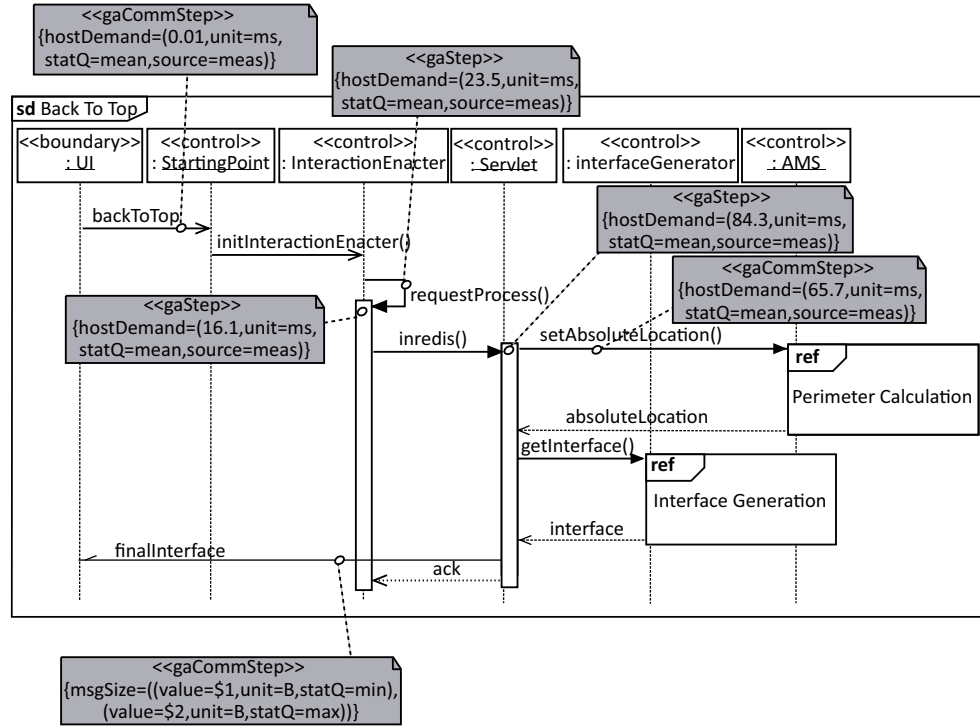 <<gaCommStep>>
{hostDemand=(0.01,unit=ms,
statQ=mean,source=meas)}
<<gaStep>>
{hostDemand=(23.5,unit=ms,
statQ=mean,source=meas)}
sd Back To Top
<<boundary>>
: UI
<<control>>
: StartingPoint
<<control>>
: InteractionEnacter
<<control>>
: Servlet
<<control>>
: interfaceGenerator
<<control>>
: AMS
<<gaStep>>
{hostDemand=(84.3,unit=ms,
statQ=mean,source=meas)}
backToTop
initInteractionEnacter()
<<gaCommStep>>
{hostDemand=(65.7,unit=ms,
statQ=mean,source=meas)}
requestProcess()
<<gaStep>>
{hostDemand=(16.1,unit=ms,
statQ=mean,source=meas)}
inredis()
setAbsoluteLocation()
ref
Perimeter Calculation
absoluteLocation
getInterface()
ref
Interface Generation
interface
finalInterface
ack
<<gaCommStep>>
{msgSize=((value=$1,unit=B,statQ=min),
(value=$2,unit=B,statQ=max))}